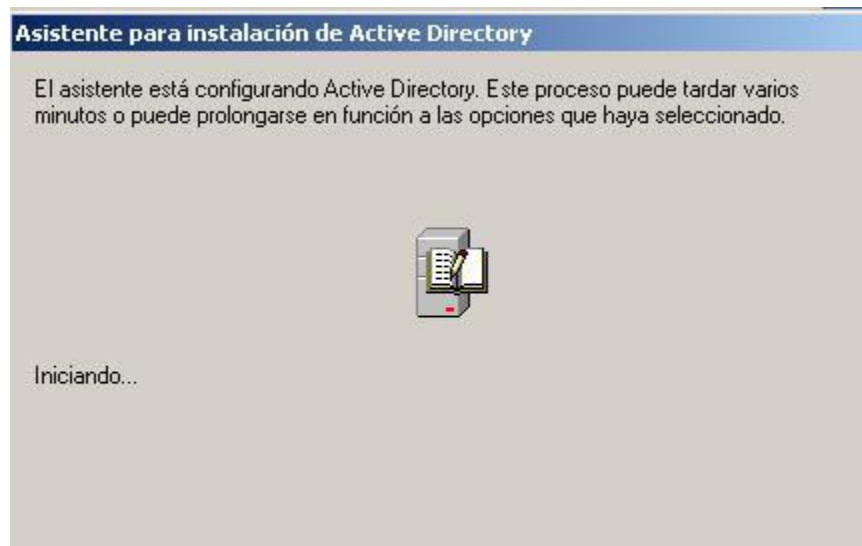 Asistente para instalación de Active Directory
El asistente está configurando Active Directory. Este proceso puede tardar varios
minutos o puede prolongarse en función a las opciones que haya seleccionado.
Iniciando...